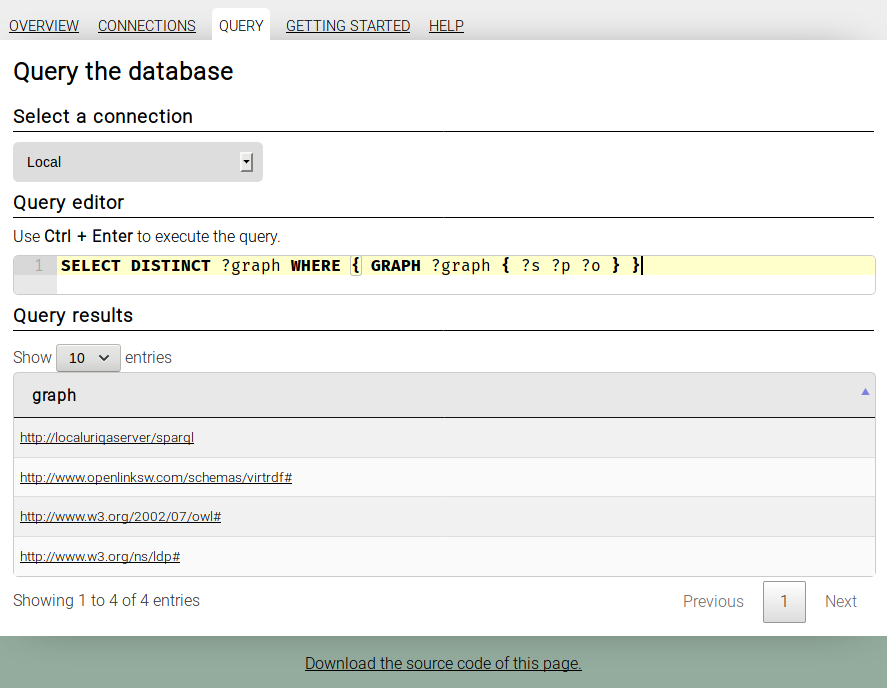 OVERVIEW CONNECTIONS QUERY GETTING STARTED HELP
Query the database
Select a connection
Local
Query editor
Use Ctrl + Enter to execute the query.
1 SELECT DISTINCT ?graph WHERE { GRAPH ?graph { ?s ?p ?o } }
Query results
Show 10 entries
graph
http://localuriqaserver/sparql
http://www.openlinksw.com/schemas/virtrdf#
http://www.w3.org/2002/07/owl#
http://www.w3.org/ns/ldp#
Showing 1 to 4 of 4 entries Previous 1 Next
Download the source code of this page.